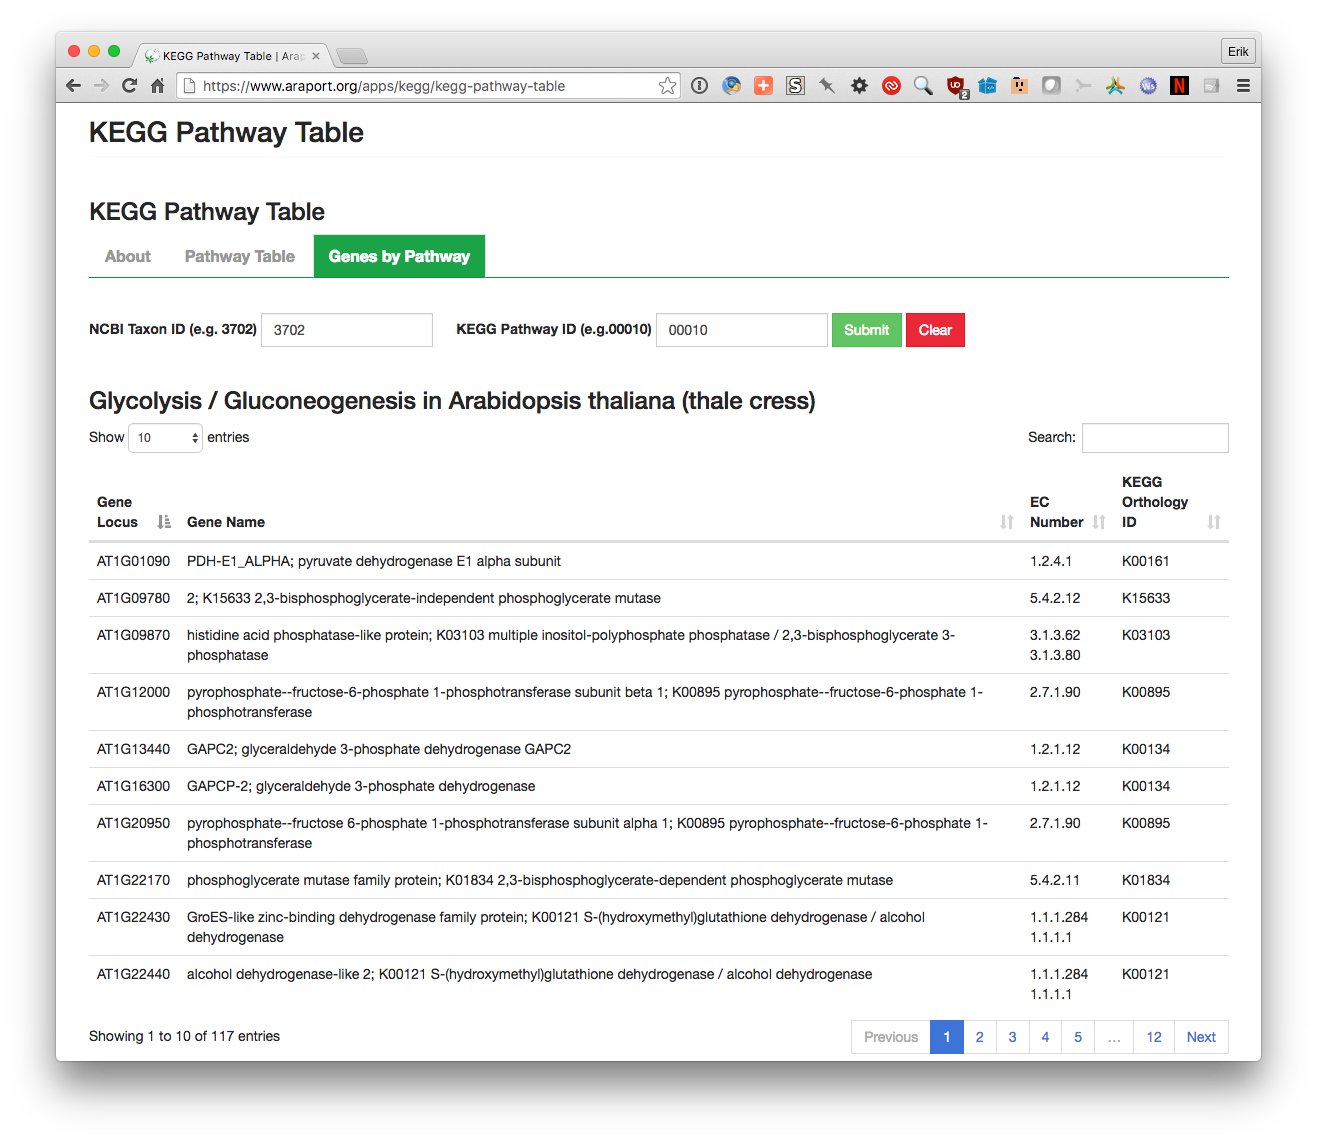 KEGG Pathway Table | Arap
Erik
https://www.araport.org/apps/kegg/kegg-pathway-table
2
KEGG Pathway Table
KEGG Pathway Table
About Pathway Table Genes by Pathway
NCBI Taxon ID (e.g. 3702) 3702 KEGG Pathway ID (e.g.00010) 00010 Submit Clear
Glycolysis / Gluconeogenesis in Arabidopsis thaliana (thale cress)
Show 10 entries Search:
KEGG
Gene EC Orthology
Locus Gene Name Number ID
AT1G01090 PDH-E1_ALPHA; pyruvate dehydrogenase E1 alpha subunit 1.2.4.1 K00161
AT1G09780 2; K15633 2,3-bisphosphoglycerate-independent phosphoglycerate mutase 5.4.2.12 K15633
AT1G09870 histidine acid phosphatase-like protein; K03103 multiple inositol-polyphosphate phosphatase / 2,3-bisphosphoglycerate 3- 3.1.3.62 K03103
phosphatase 3.1.3.80
AT1G12000 pyrophosphate--fructose-6-phosphate 1-phosphotransferase subunit beta 1; K00895 pyrophosphate--fructose-6-phosphate 1- 2.7.1.90 K00895
phosphotransferase
AT1G13440 GAPC2; glyceraldehyde 3-phosphate dehydrogenase GAPC2 1.2.1.12 K00134
AT1G16300 GAPCP-2; glyceraldehyde 3-phosphate dehydrogenase 1.2.1.12 K00134
AT1G20950 pyrophosphate--fructose 6-phosphate 1-phosphotransferase subunit alpha 1; K00895 pyrophosphate--fructose-6-phosphate 1- 2.7.1.90 K00895
phosphotransferase
AT1G22170 phosphoglycerate mutase family protein; K01834 2,3-bisphosphoglycerate-dependent phosphoglycerate mutase 5.4.2.11 K01834
AT1G22430 GroES-like zinc-binding dehydrogenase family protein; K00121 S-(hydroxymethyl)glutathione dehydrogenase / alcohol 1.1.1.284 K00121
dehydrogenase 1.1.1.1
AT1G22440 alcohol dehydrogenase-like 2; K00121 S-(hydroxymethyl)glutathione dehydrogenase / alcohol dehydrogenase 1.1.1.284 K00121
1.1.1.1
Showing 1 to 10 of 117 entries Previous 1 2 3 4 5 ... 12 Next